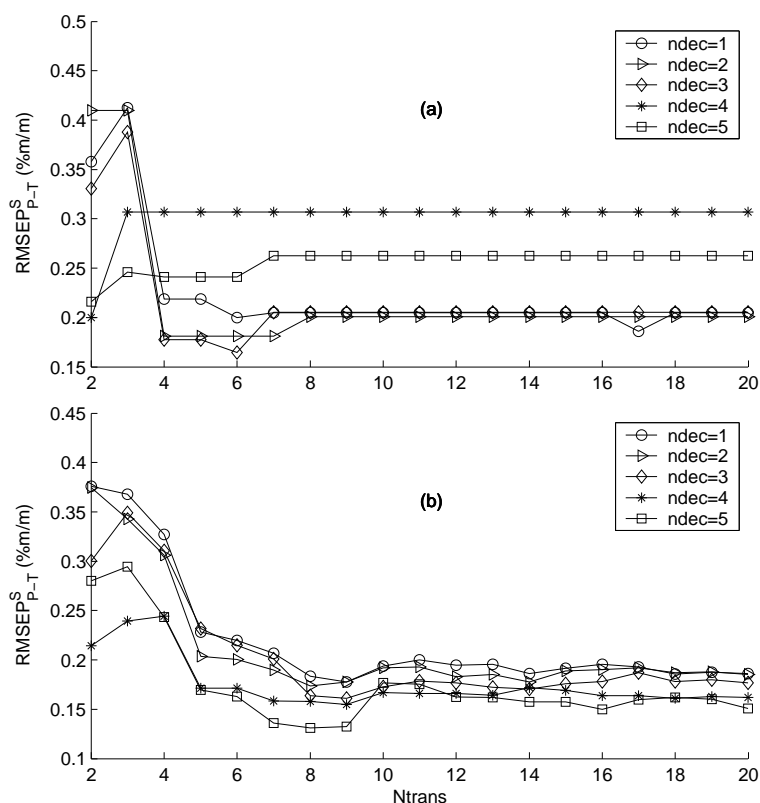 0.5
0.45
0.4
0.35
0.3
0.25
0.2
0.15
RMSEP^S_{P-T} (%m/m)
(a)
ndec=1
ndec=2
ndec=3
ndec=4
ndec=5
2 4 6 8 10 12 14 16 18 20
0.45
0.4
0.35
0.3
0.25
0.2
0.15
0.1
RMSEP^S_{P-T} (%m/m)
(b)
ndec=1
ndec=2
ndec=3
ndec=4
ndec=5
2 4 6 8 10 12 14 16 18 20
Ntrans